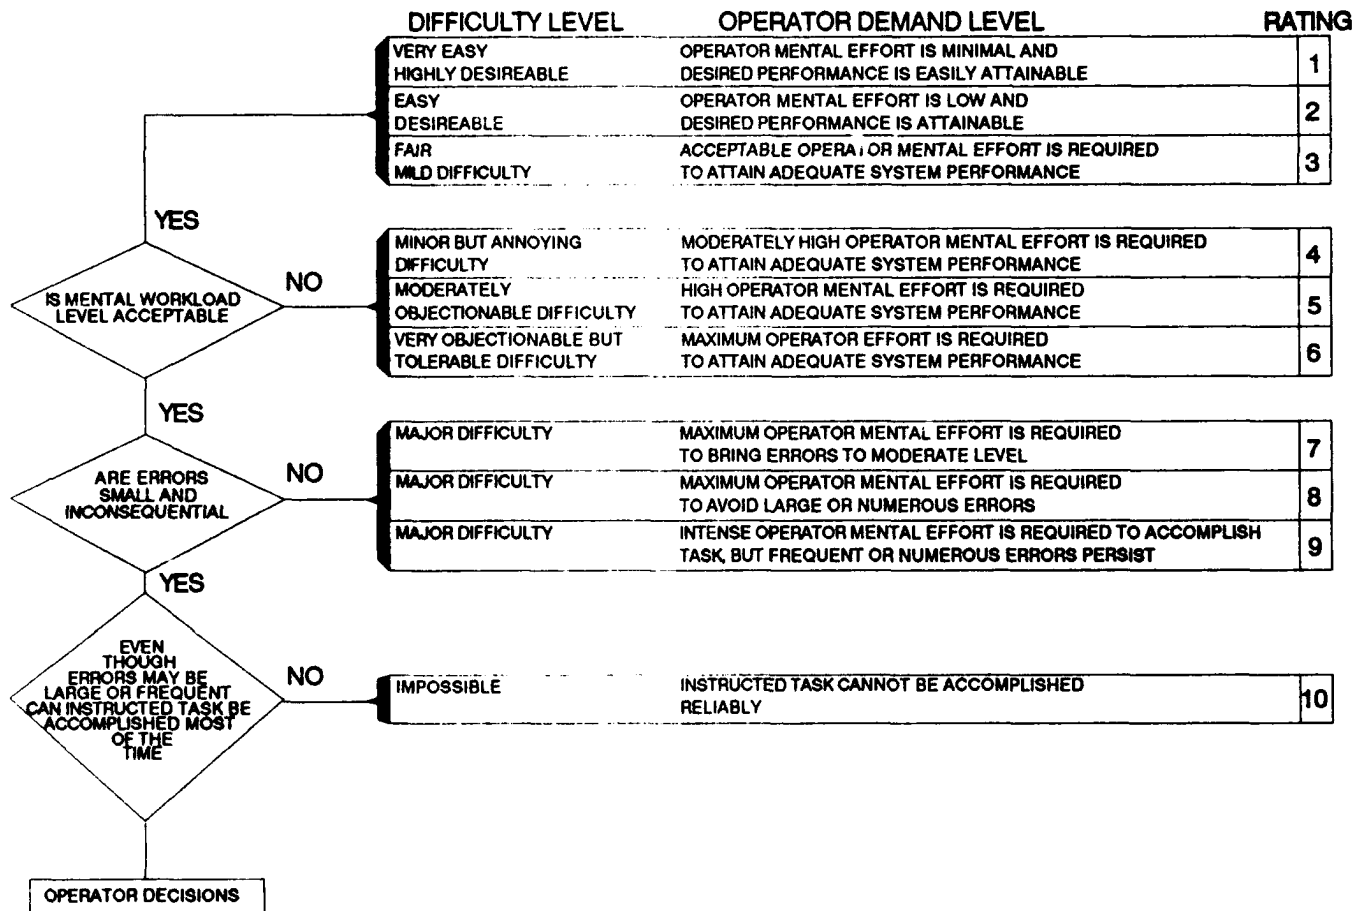 DIFFICULTY LEVEL OPERATOR DEMAND LEVEL RATING
VERY EASY OPERATOR MENTAL EFFORT IS MINIMAL AND
HIGHLY DESIREABLE DESIRED PERFORMANCE IS EASILY ATTAINABLE 1
EASY OPERATOR MENTAL EFFORT IS LOW AND
DESIREABLE DESIRED PERFORMANCE IS ATTAINABLE 2
FAIR ACCEPTABLE OPERATOR MENTAL EFFORT IS REQUIRED
MILD DIFFICULTY TO ATTAIN ADEQUATE SYSTEM PERFORMANCE 3
YES
MINOR BUT ANNOYING MODERATELY HIGH OPERATOR MENTAL EFFORT IS REQUIRED
DIFFICULTY TO ATTAIN ADEQUATE SYSTEM PERFORMANCE 4
IS MENTAL WORKLOAD
LEVEL ACCEPTABLE
NO
MODERATELY HIGH OPERATOR MENTAL EFFORT IS REQUIRED
OBJECTIONABLE DIFFICULTY TO ATTAIN ADEQUATE SYSTEM PERFORMANCE 5
VERY OBJECTIONABLE BUT MAXIMUM OPERATOR EFFORT IS REQUIRED
TOLERABLE DIFFICULTY TO ATTAIN ADEQUATE SYSTEM PERFORMANCE 6
YES
MAJOR DIFFICULTY MAXIMUM OPERATOR MENTAL EFFORT IS REQUIRED
TO BRING ERRORS TO MODERATE LEVEL 7
ARE ERRORS
SMALL AND
INCONSEQUENTIAL
NO
MAJOR DIFFICULTY MAXIMUM OPERATOR MENTAL EFFORT IS REQUIRED
TO AVOID LARGE OR NUMEROUS ERRORS 8
MAJOR DIFFICULTY INTENSE OPERATOR MENTAL EFFORT IS REQUIRED TO ACCOMPLISH
TASK, BUT FREQUENT OR NUMEROUS ERRORS PERSIST 9
YES
EVEN
THOUGH
ERRORS MAY BE
LARGE OR FREQUENT
CAN INSTRUCTED TASK BE
ACCOMPLISHED MOST
OF THE
TIME
NO
IMPOSSIBLE INSTRUCTED TASK CANNOT BE ACCOMPLISHED
RELIABLY 10
OPERATOR DECISIONS